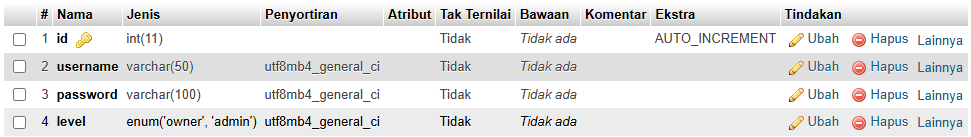 # Nama Jenis Penyortiran Atribut Tak Ternilai Bawaan Komentar Ekstra Tindakan
1 id int(11) Tidak Tidak ada AUTO_INCREMENT Ubah Hapus Lainnya
2 username varchar(50) utf8mb4_general_ci Tidak Tidak ada Ubah Hapus Lainnya
3 password varchar(100) utf8mb4_general_ci Tidak Tidak ada Ubah Hapus Lainnya
4 level enum('owner', 'admin') utf8mb4_general_ci Tidak Tidak ada Ubah Hapus Lainnya